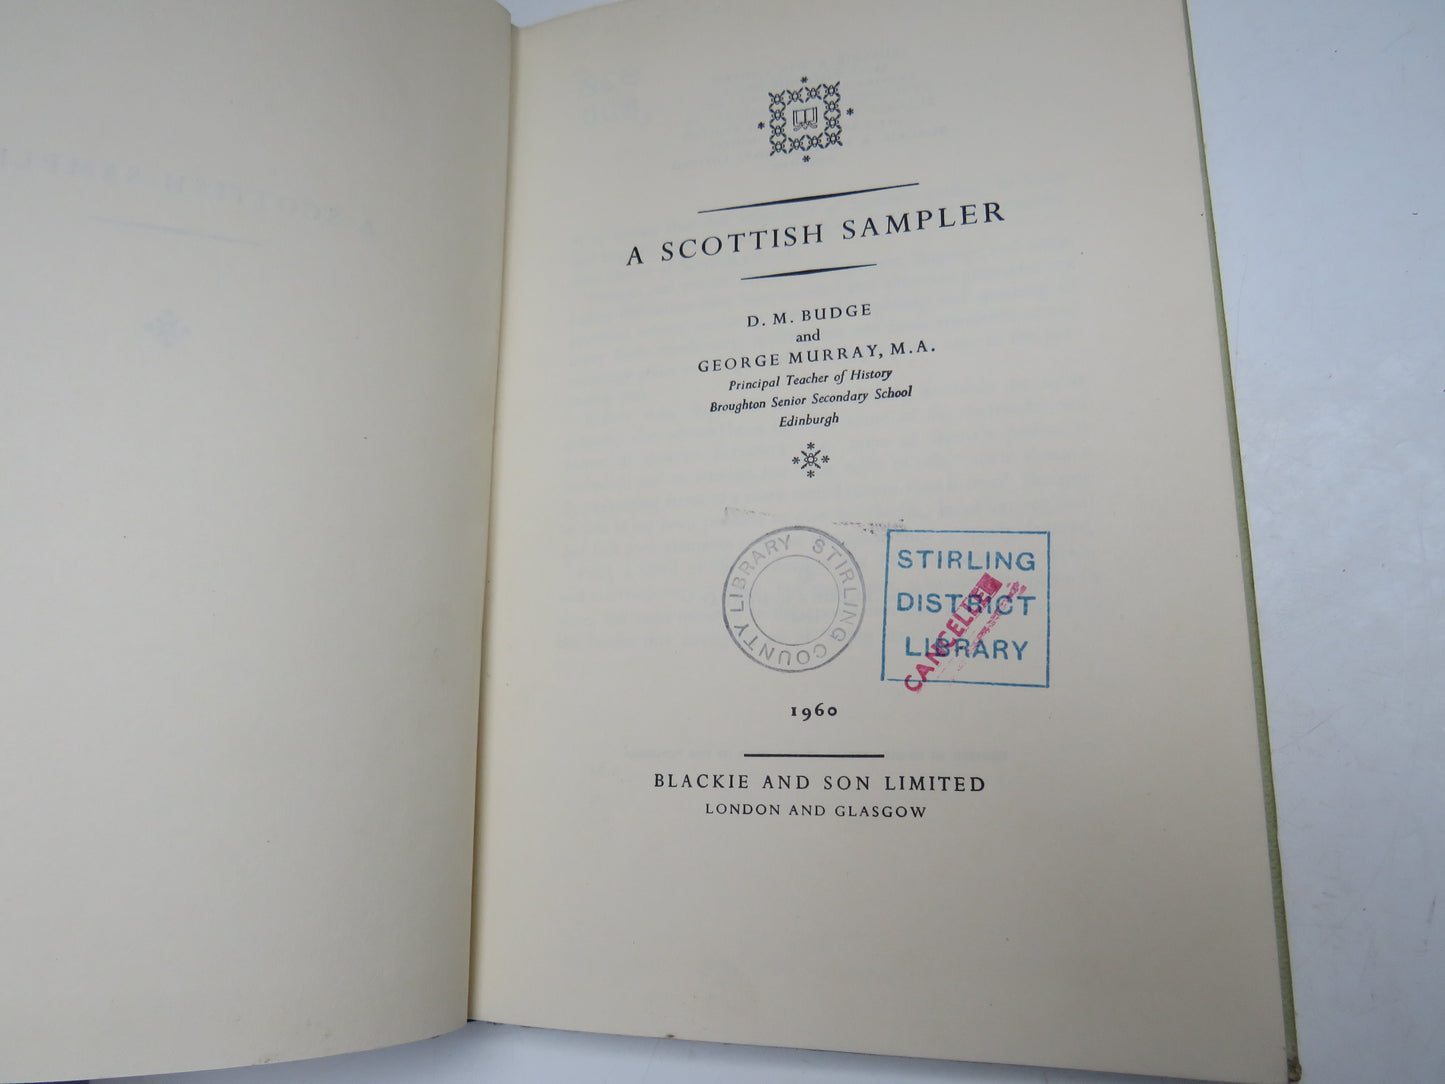 A SCOTTISH SAMPLER
D. M. BUDGE
and
GEORGE MURRAY, M.A.
Principal Teacher of History
Broughton Senior Secondary School
Edinburgh
STIRLING COUNTY LIBRARY
STIRLING
DISTRICT
LIBRARY
CANCELLED
1960
BLACKIE AND SON LIMITED
LONDON AND GLASGOW